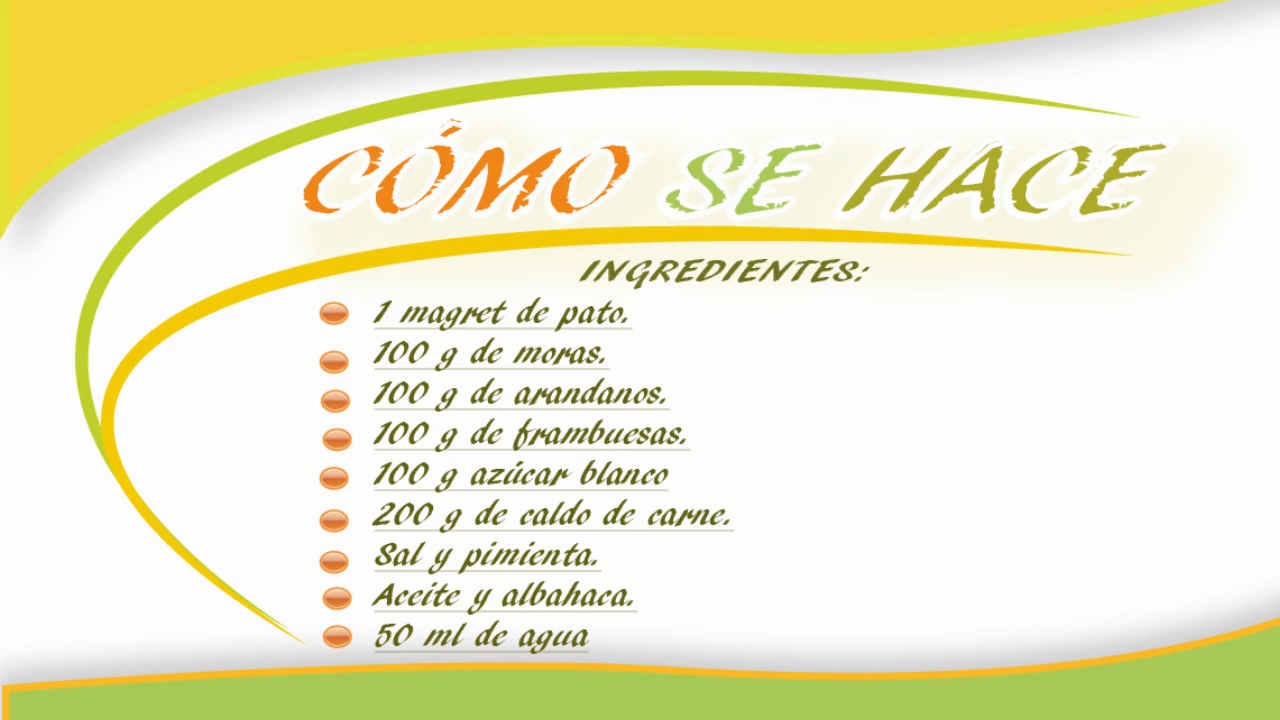 CÓMO SE HACE
INGREDIENTES:
1 magret de pato.
100 g de moras.
100 g de arandanos.
100 g de frambuesas.
100 g azúcar blanco
200 g de caldo de carne.
Sal y pimienta.
Aceite y albahaca.
50 ml de agua